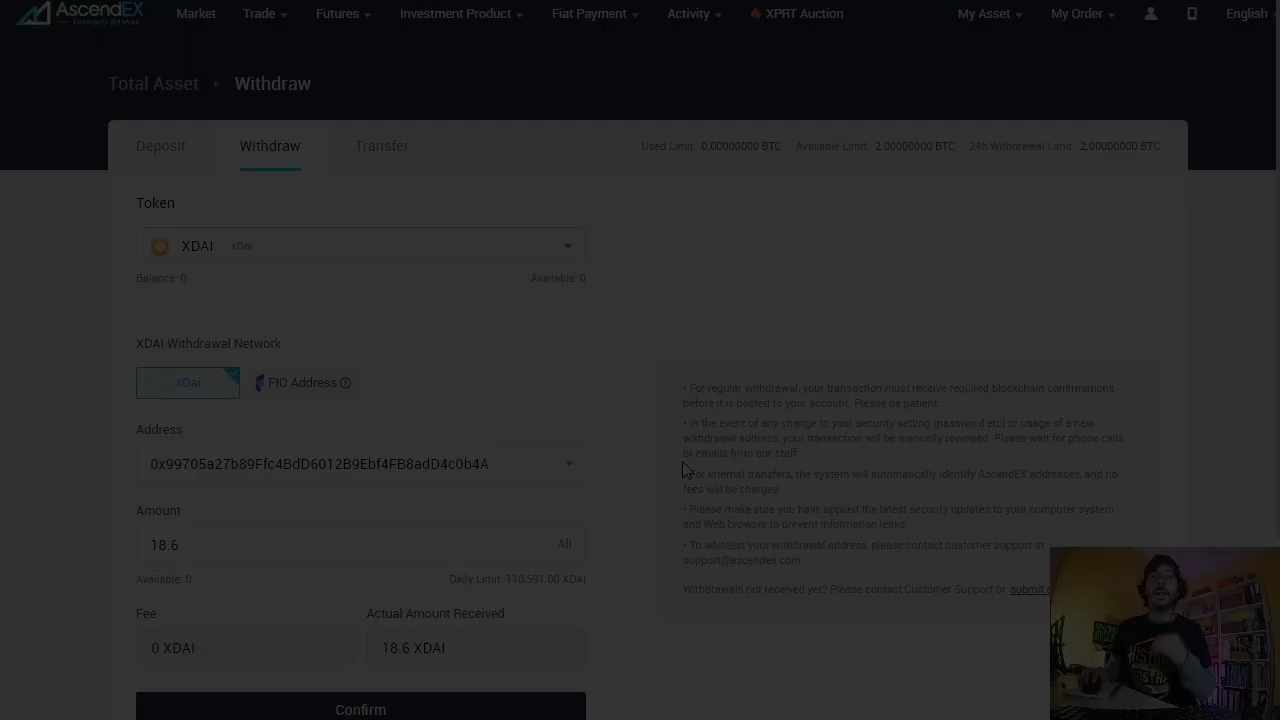 AscendEX
Formerly BitMax
Market
Trade
Futures
Investment Product
Fiat Payment
Activity
XPRT Auction
My Asset
My Order
English
Total Asset • Withdraw
Deposit
Withdraw
Transfer
Used Limit: 0.00000000 BTC
Available Limit: 2.00000000 BTC
24h Withdrawal Limit: 2.00000000 BTC
Token
XDAI xDai
Balance: 0
Available: 0
XDAI Withdrawal Network
xDai
FIO Address
Address
0x99705a27b89Ffc4BdD6012B9Ebf4FB8adD4c0b4A
Amount
18.6
All
Available: 0
Daily Limit: 110,591.00 XDAI
Fee
Actual Amount Received
0 XDAI
18.6 XDAI
Confirm
• For regular withdrawal, your transaction must receive required blockchain confirmations
before it is posted to your account. Please be patient.
• In the event of any change to your security setting (password etc) or usage of a new
withdrawal address, your transaction will be manually reviewed. Please wait for phone calls
or emails from our staff.
For internal transfers, the system will automatically identify AscendEX addresses, and no
fees will be charged.
• Please make sure you have applied the latest security updates to your computer system
and Web browser to prevent information leaks.
• To whitelist your withdrawal address, please contact customer support at
support@ascendex.com.
Withdrawals not received yet? Please contact Customer Support or submit